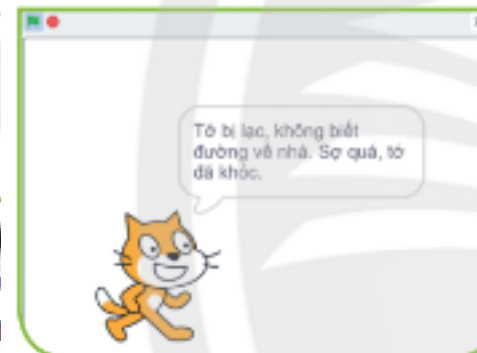 Tớ bị lạc, không biết
đường về nhà. Sợ quá, tớ
đã khóc.